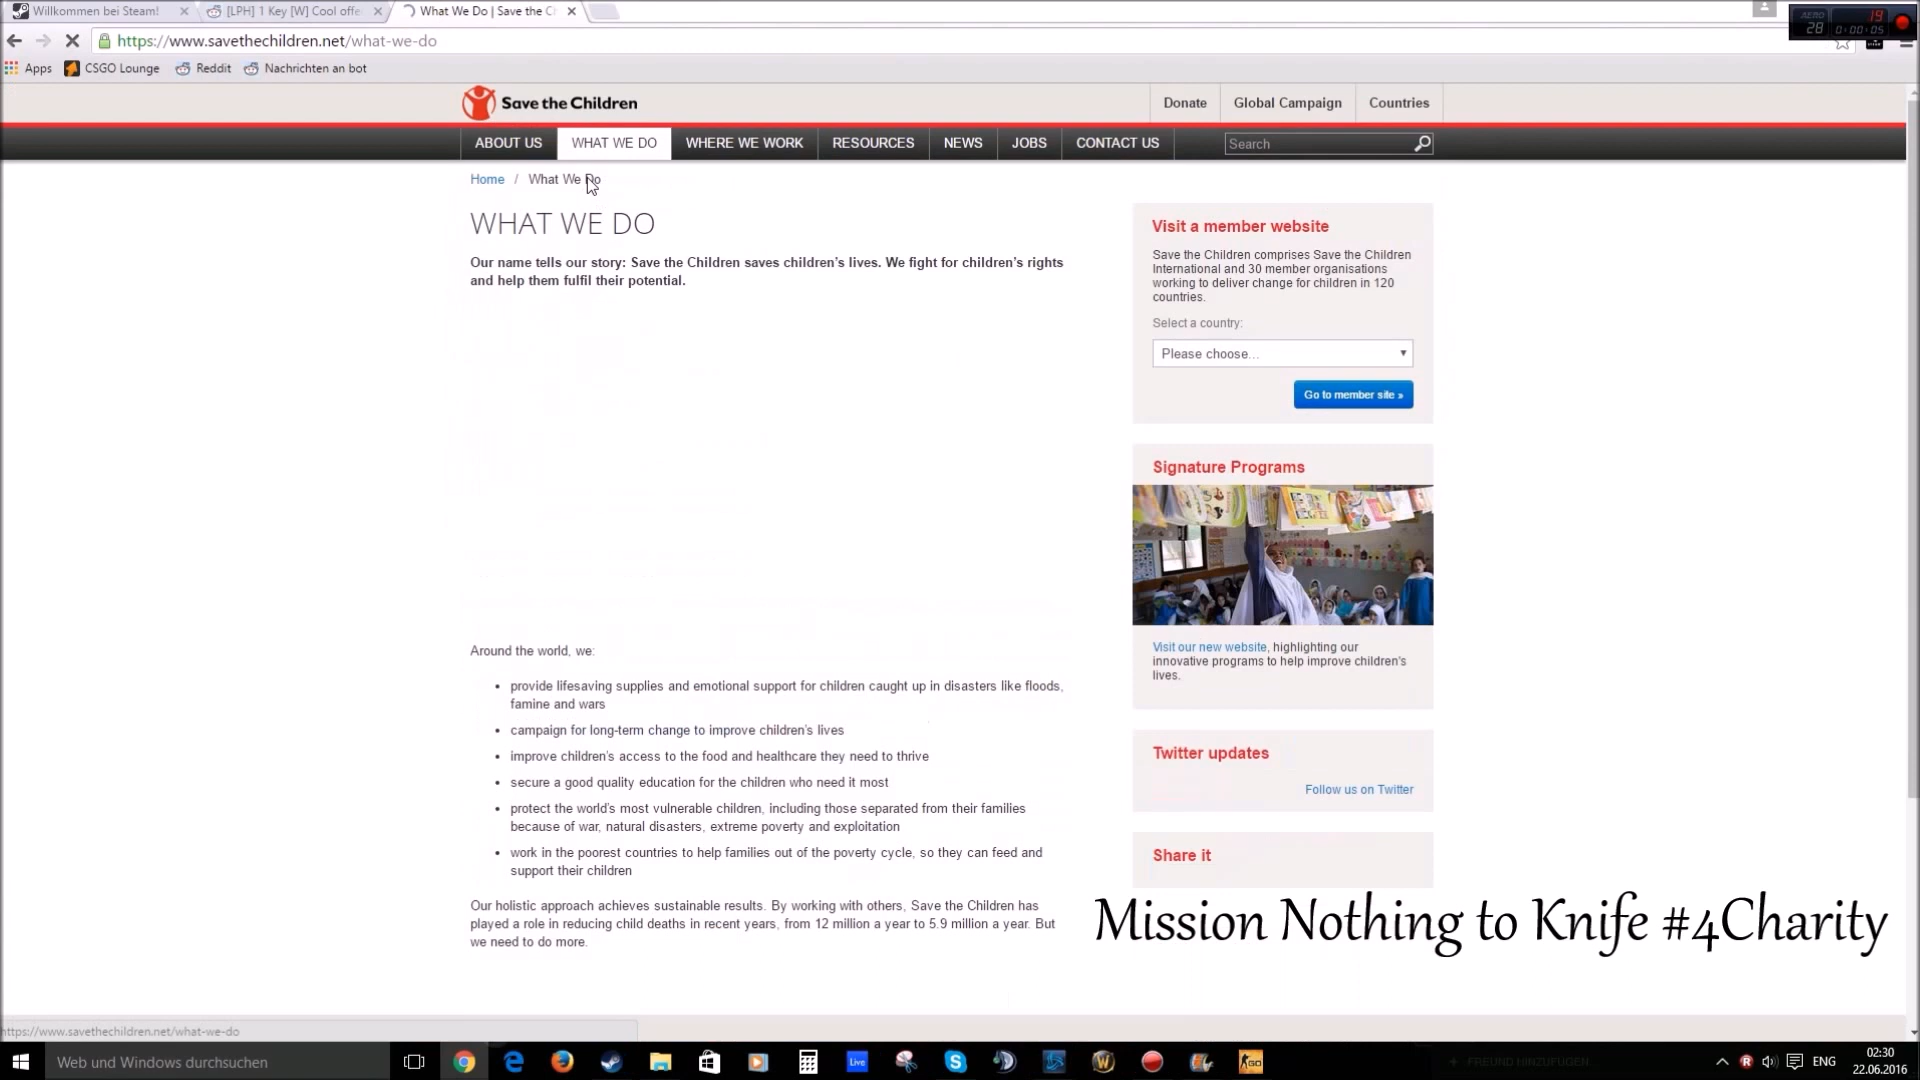 Willkommen bei Steam!
[LPH] 1 Key [W] Cool offe
What We Do | Save the C
https://www.savethechildren.net/what-we-do
AERO
28
19
0:00:05
Apps
CSGO Lounge
Reddit
Nachrichten an bot
Save the Children
Donate
Global Campaign
Countries
ABOUT US
WHAT WE DO
WHERE WE WORK
RESOURCES
NEWS
JOBS
CONTACT US
Search
Home / What We Do
WHAT WE DO
Our name tells our story: Save the Children saves children's lives. We fight for children's rights
and help them fulfil their potential.
Around the world, we:
• provide lifesaving supplies and emotional support for children caught up in disasters like floods,
famine and wars
• campaign for long-term change to improve children's lives
• improve children's access to the food and healthcare they need to thrive
• secure a good quality education for the children who need it most
• protect the world's most vulnerable children, including those separated from their families
because of war, natural disasters, extreme poverty and exploitation
• work in the poorest countries to help families out of the poverty cycle, so they can feed and
support their children
Our holistic approach achieves sustainable results. By working with others, Save the Children has
played a role in reducing child deaths in recent years, from 12 million a year to 5.9 million a year. But
we need to do more.
Visit a member website
Save the Children comprises Save the Children
International and 30 member organisations
working to deliver change for children in 120
countries.
Select a country:
Please choose...
Go to member site »
Signature Programs
Visit our new website, highlighting our
innovative programs to help improve children's
lives.
Twitter updates
Follow us on Twitter
Share it
Mission Nothing to Knife #4Charity
https://www.savethechildren.net/what-we-do
Web und Windows durchsuchen
Live
GO
FREUND HINZUFÜGEN
ENG
02:30
22.06.2016